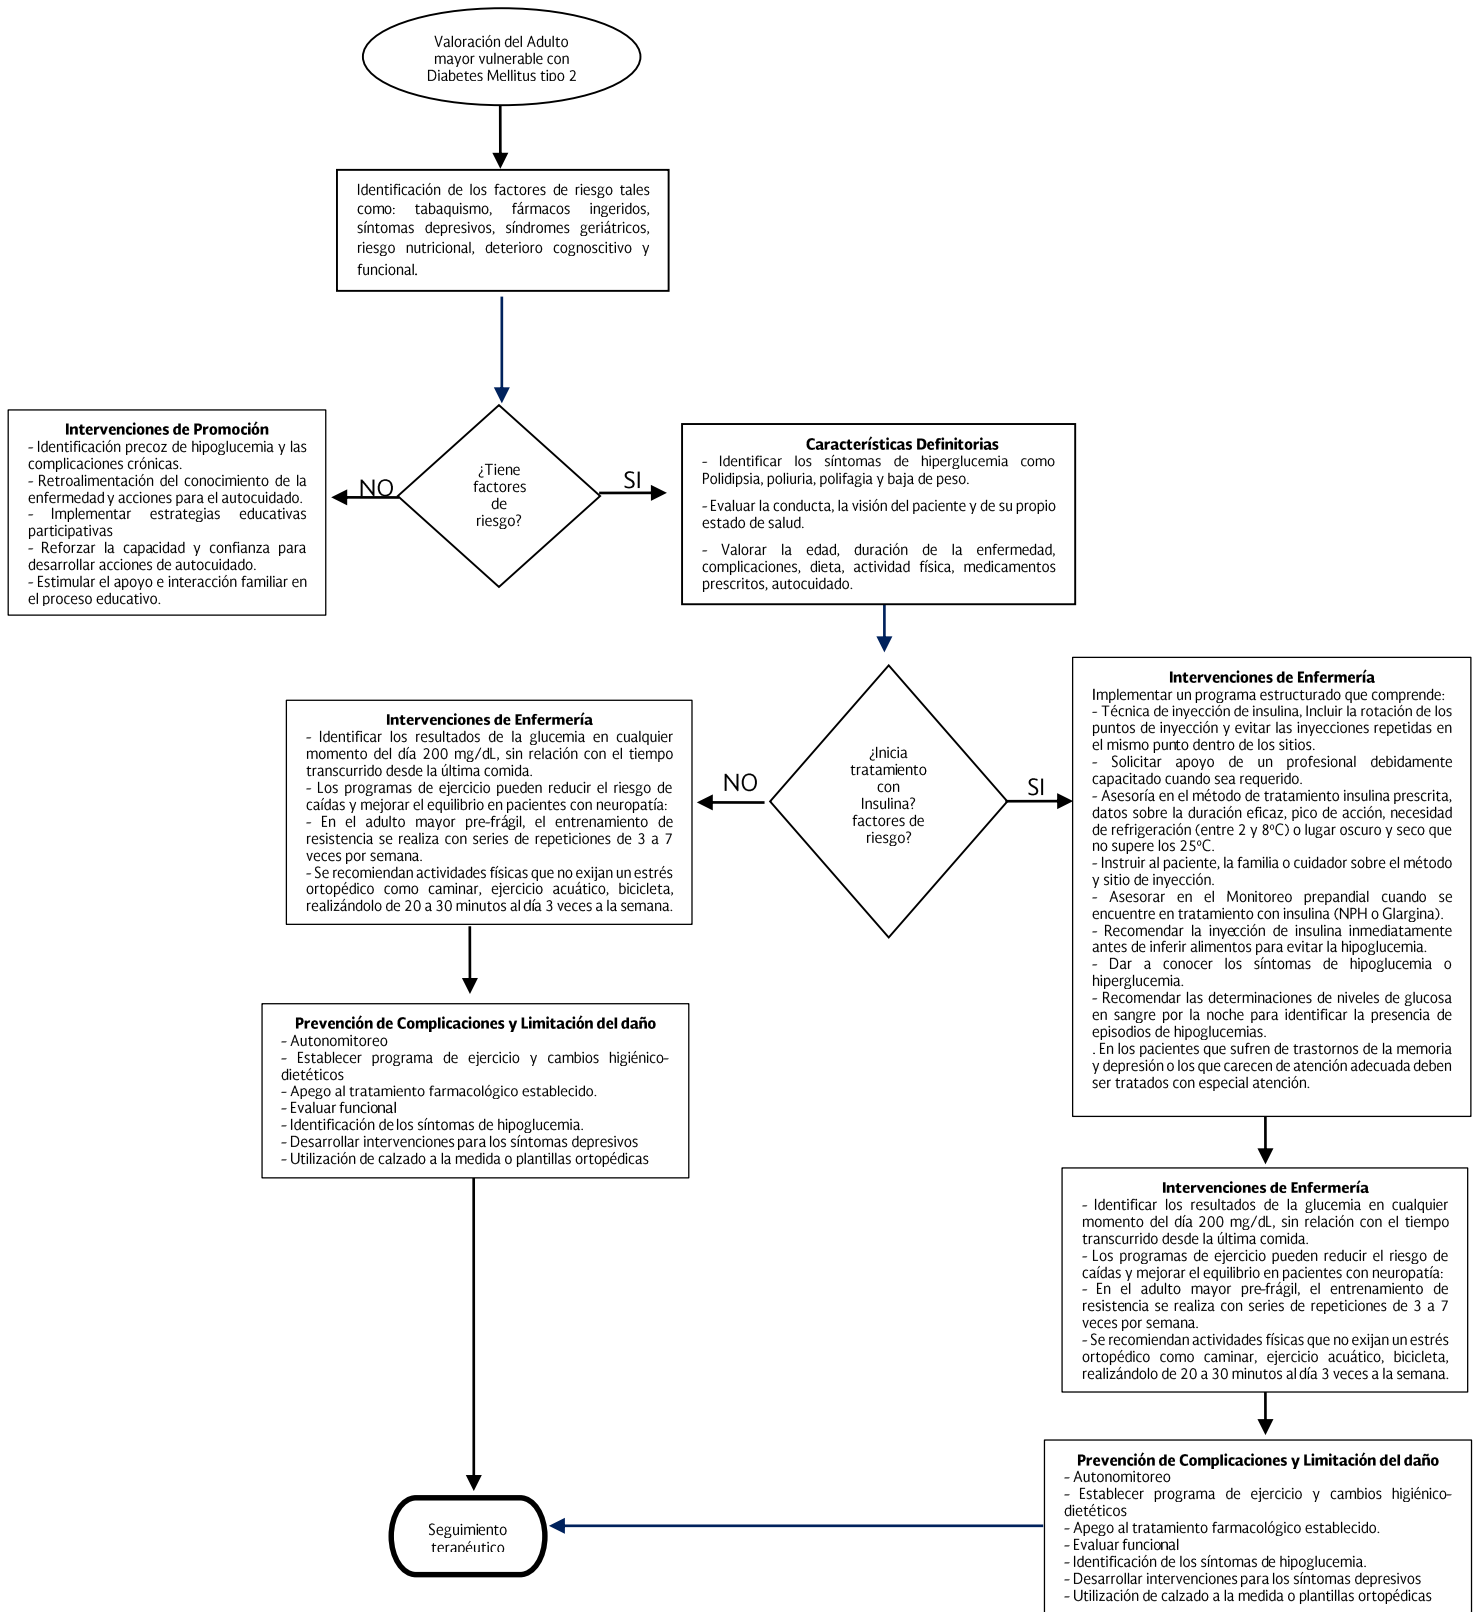 Valoración del Adulto
mayor vulnerable con
Diabetes Mellitus tipo 2
Identificación de los factores de riesgo tales
como: tabaquismo, fármacos ingeridos,
síntomas depresivos, síndromes geriátricos,
riesgo nutricional, deterioro cognoscitivo y
funcional.
¿Tiene
factores
de
riesgo?
NO
SI
Intervenciones de Promoción
- Identificación precoz de hipoglucemia y las
complicaciones crónicas.
- Retroalimentación del conocimiento de la
enfermedad y acciones para el autocuidado.
- Implementar estrategias educativas
participativas
- Reforzar la capacidad y confianza para
desarrollar acciones de autocuidado.
- Estimular el apoyo e interacción familiar en
el proceso educativo.
Características Definitorias
- Identificar los síntomas de hiperglucemia como
Polidipsia, poliuria, polifagia y baja de peso.
- Evaluar la conducta, la visión del paciente y de su propio
estado de salud.
- Valorar la edad, duración de la enfermedad,
complicaciones, dieta, actividad física, medicamentos
prescritos, autocuidado.
¿Inicia
tratamiento
con
Insulina?
factores de
riesgo?
NO
SI
Intervenciones de Enfermería
- Identificar los resultados de la glucemia en cualquier
momento del día 200 mg/dL, sin relación con el tiempo
transcurrido desde la última comida.
- Los programas de ejercicio pueden reducir el riesgo de
caídas y mejorar el equilibrio en pacientes con neuropatía:
- En el adulto mayor pre-frágil, el entrenamiento de
resistencia se realiza con series de repeticiones de 3 a 7
veces por semana.
- Se recomiendan actividades físicas que no exijan un estrés
ortopédico como caminar, ejercicio acuático, bicicleta,
realizándolo de 20 a 30 minutos al día 3 veces a la semana.
Prevención de Complicaciones y Limitación del daño
- Autonomitoreo
- Establecer programa de ejercicio y cambios higiénico-
dietéticos
- Apego al tratamiento farmacológico establecido.
- Evaluar funcional
- Identificación de los síntomas de hipoglucemia.
- Desarrollar intervenciones para los síntomas depresivos
- Utilización de calzado a la medida o plantillas ortopédicas
Intervenciones de Enfermería
Implementar un programa estructurado que comprende:
- Técnica de inyección de insulina, Incluir la rotación de los
puntos de inyección y evitar las inyecciones repetidas en
el mismo punto dentro de los sitios.
- Solicitar apoyo de un profesional debidamente
capacitado cuando sea requerido.
- Asesoría en el método de tratamiento insulina prescrita,
datos sobre la duración eficaz, pico de acción, necesidad
de refrigeración (entre 2 y 8ºC) o lugar oscuro y seco que
no supere los 25ºC.
- Instruir al paciente, la familia o cuidador sobre el método
y sitio de inyección.
- Asesorar en el Monitoreo prepandial cuando se
encuentre en tratamiento con insulina (NPH o Glargina).
- Recomendar la inyección de insulina inmediatamente
antes de inferir alimentos para evitar la hipoglucemia.
- Dar a conocer los síntomas de hipoglucemia o
hiperglucemia.
- Recomendar las determinaciones de niveles de glucosa
en sangre por la noche para identificar la presencia de
episodios de hipoglucemias.
. En los pacientes que sufren de trastornos de la memoria
y depresión o los que carecen de atención adecuada deben
ser tratados con especial atención.
Intervenciones de Enfermería
- Identificar los resultados de la glucemia en cualquier
momento del día 200 mg/dL, sin relación con el tiempo
transcurrido desde la última comida.
- Los programas de ejercicio pueden reducir el riesgo de
caídas y mejorar el equilibrio en pacientes con neuropatía:
- En el adulto mayor pre-frágil, el entrenamiento de
resistencia se realiza con series de repeticiones de 3 a 7
veces por semana.
- Se recomiendan actividades físicas que no exijan un estrés
ortopédico como caminar, ejercicio acuático, bicicleta,
realizándolo de 20 a 30 minutos al día 3 veces a la semana.
Prevención de Complicaciones y Limitación del daño
- Autonomitoreo
- Establecer programa de ejercicio y cambios higiénico-
dietéticos
- Apego al tratamiento farmacológico establecido.
- Evaluar funcional
- Identificación de los síntomas de hipoglucemia.
- Desarrollar intervenciones para los síntomas depresivos
- Utilización de calzado a la medida o plantillas ortopédicas
Seguimiento
terapéutico